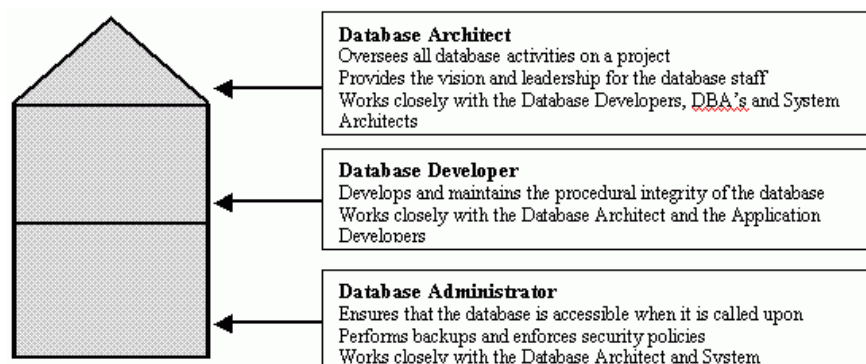 Database Architect
Oversees all database activities on a project
Provides the vision and leadership for the database staff
Works closely with the Database Developers, DBA's and System
Architects
Database Developer
Develops and maintains the procedural integrity of the database
Works closely with the Database Architect and the Application
Developers
Database Administrator
Ensures that the database is accessible when it is called upon
Performs backups and enforces security policies
Works closely with the Database Architect and System